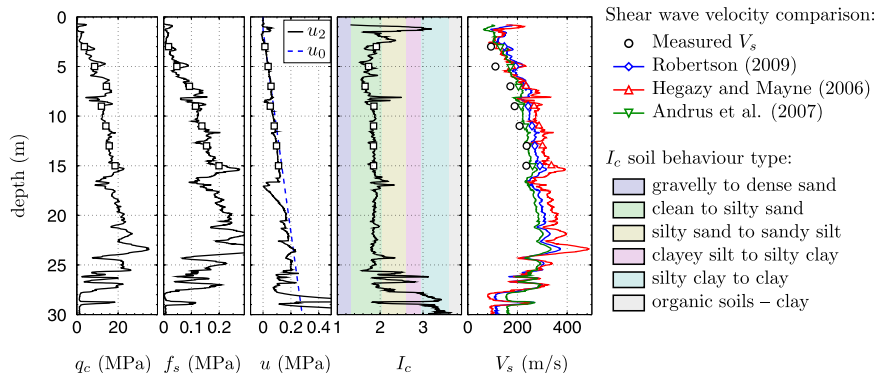 0
5
10
15
20
25
30
depth (m)
0 20
q_c (MPa)
0 0.1 0.2
f_s (MPa)
u_2
u_0
0 0.2 0.4
u (MPa)
1 2 3
I_c
0 200 400
V_s (m/s)
Shear wave velocity comparison:
Measured V_s
Robertson (2009)
Hegazy and Mayne (2006)
Andrus et al. (2007)
I_c soil behaviour type:
gravelly to dense sand
clean to silty sand
silty sand to sandy silt
clayey silt to silty clay
silty clay to clay
organic soils – clay